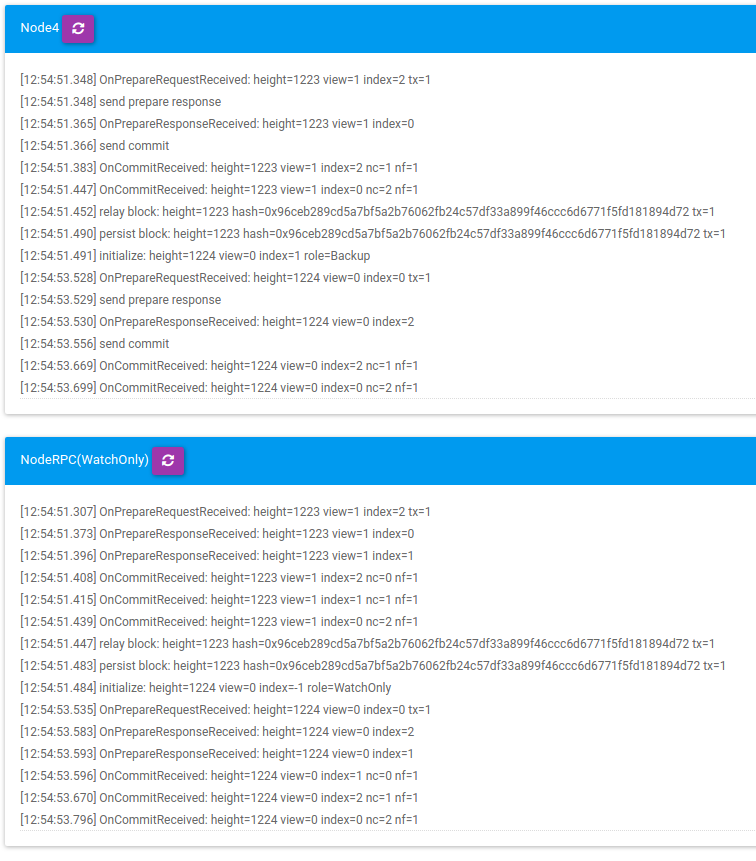 Node4
[12:54:51.348] OnPrepareRequestReceived: height=1223 view=1 index=2 tx=1
[12:54:51.348] send prepare response
[12:54:51.365] OnPrepareResponseReceived: height=1223 view=1 index=0
[12:54:51.366] send commit
[12:54:51.383] OnCommitReceived: height=1223 view=1 index=2 nc=1 nf=1
[12:54:51.447] OnCommitReceived: height=1223 view=1 index=0 nc=2 nf=1
[12:54:51.452] relay block: height=1223 hash=0x96ceb289cd5a7bf5a2b76062fb24c57df33a899f46ccc6d6771f5fd181894d72 tx=1
[12:54:51.490] persist block: height=1223 hash=0x96ceb289cd5a7bf5a2b76062fb24c57df33a899f46ccc6d6771f5fd181894d72 tx=1
[12:54:51.491] initialize: height=1224 view=0 index=1 role=Backup
[12:54:53.528] OnPrepareRequestReceived: height=1224 view=0 index=0 tx=1
[12:54:53.529] send prepare response
[12:54:53.530] OnPrepareResponseReceived: height=1224 view=0 index=2
[12:54:53.556] send commit
[12:54:53.669] OnCommitReceived: height=1224 view=0 index=2 nc=1 nf=1
[12:54:53.699] OnCommitReceived: height=1224 view=0 index=0 nc=2 nf=1
NodeRPC(WatchOnly)
[12:54:51.307] OnPrepareRequestReceived: height=1223 view=1 index=2 tx=1
[12:54:51.373] OnPrepareResponseReceived: height=1223 view=1 index=0
[12:54:51.396] OnPrepareResponseReceived: height=1223 view=1 index=1
[12:54:51.408] OnCommitReceived: height=1223 view=1 index=2 nc=0 nf=1
[12:54:51.415] OnCommitReceived: height=1223 view=1 index=1 nc=1 nf=1
[12:54:51.439] OnCommitReceived: height=1223 view=1 index=0 nc=2 nf=1
[12:54:51.447] relay block: height=1223 hash=0x96ceb289cd5a7bf5a2b76062fb24c57df33a899f46ccc6d6771f5fd181894d72 tx=1
[12:54:51.483] persist block: height=1223 hash=0x96ceb289cd5a7bf5a2b76062fb24c57df33a899f46ccc6d6771f5fd181894d72 tx=1
[12:54:51.484] initialize: height=1224 view=0 index=-1 role=WatchOnly
[12:54:53.535] OnPrepareRequestReceived: height=1224 view=0 index=0 tx=1
[12:54:53.583] OnPrepareResponseReceived: height=1224 view=0 index=2
[12:54:53.593] OnPrepareResponseReceived: height=1224 view=0 index=1
[12:54:53.596] OnCommitReceived: height=1224 view=0 index=1 nc=0 nf=1
[12:54:53.670] OnCommitReceived: height=1224 view=0 index=2 nc=1 nf=1
[12:54:53.796] OnCommitReceived: height=1224 view=0 index=0 nc=2 nf=1